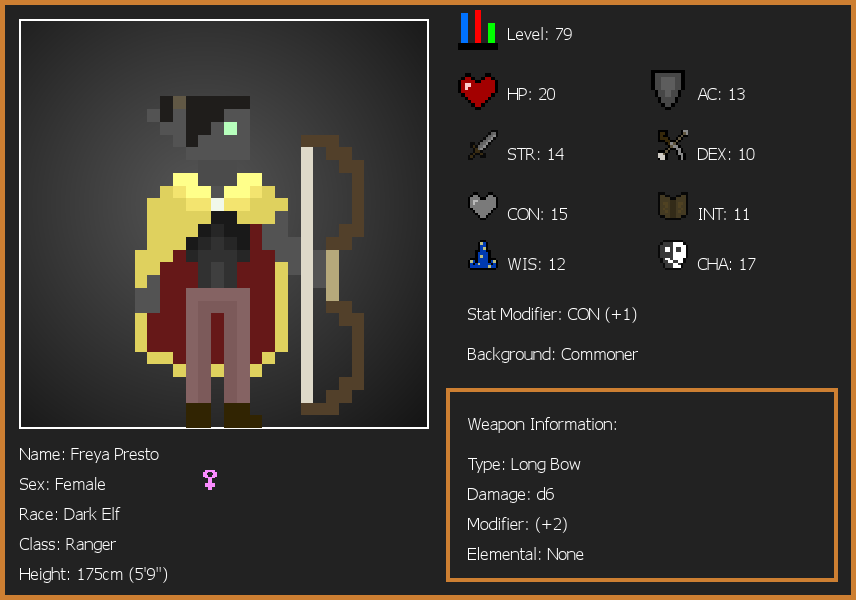 Level: 79
HP: 20
AC: 13
STR: 14
DEX: 10
CON: 15
INT: 11
WIS: 12
CHA: 17
Stat Modifier: CON (+1)
Background: Commoner
Weapon Information:
Type: Long Bow
Damage: d6
Modifier: (+2)
Elemental: None
Name: Freya Presto
Sex: Female
Race: Dark Elf
Class: Ranger
Height: 175cm (5'9")